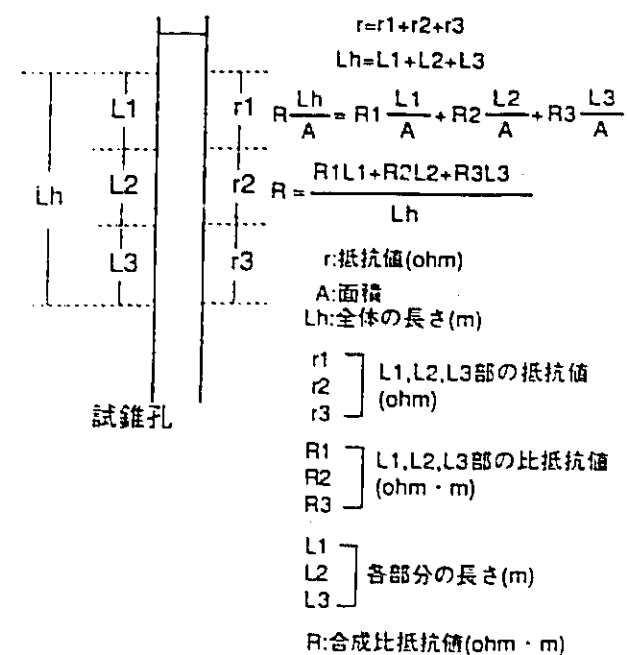 r=r1+r2+r3
Lh=L1+L2+L3
R Lh/A = R1 L1/A + R2 L2/A + R3 L3/A
R = R1L1+R2L2+R3L3 / Lh
Lh
L1
L2
L3
r1
r2
r3
試錐孔
r:抵抗値(ohm)
A:面積
Lh:全体の長さ(m)
r1
r2
r3
L1,L2,L3部の抵抗値
(ohm)
R1
R2
R3
L1,L2,L3部の比抵抗値
(ohm・m)
L1
L2
L3
各部分の長さ(m)
R:合成比抵抗値(ohm・m)